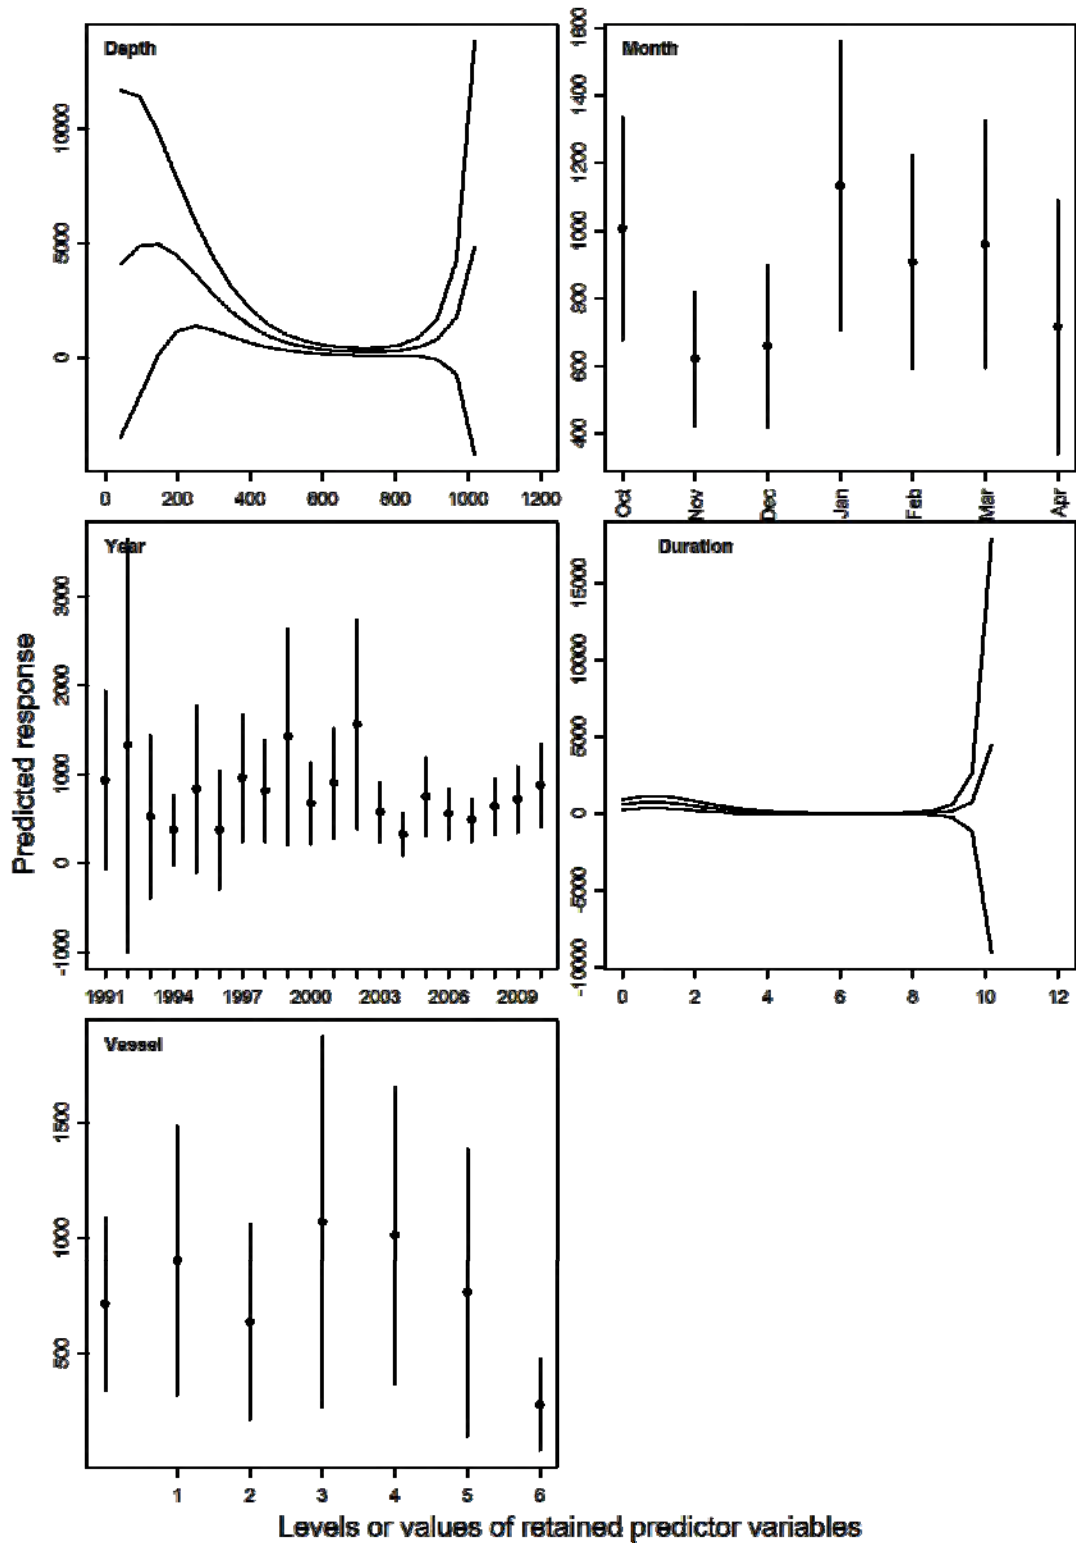 Depth
10000
5000
0
0 200 400 600 800 1000 1200
Month
1600
1400
1200
1000
800
600
400
Oct Nov Dec Jan Feb Mar Apr
Year
3000
2000
1000
0
-1000
1991 1994 1997 2000 2003 2006 2009
Duration
15000
10000
5000
0
-5000
-10000
0 2 4 6 8 10 12
Predicted response
Vessel
1500
1000
500
1 2 3 4 5 6
Levels or values of retained predictor variables